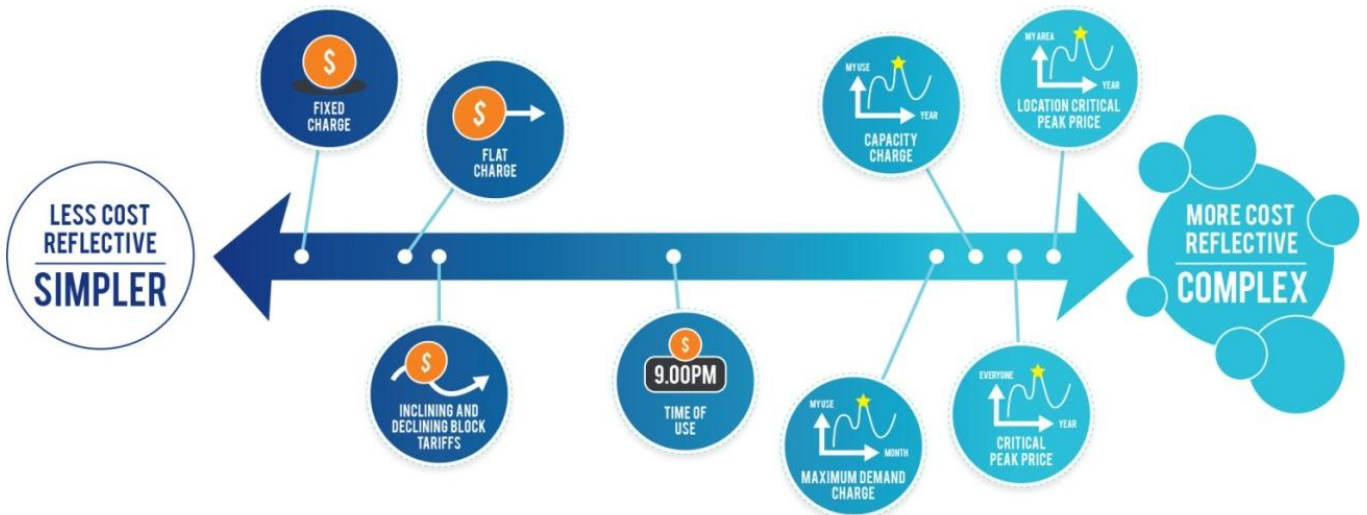 LESS COST
REFLECTIVE
SIMPLER
$
FIXED
CHARGE
$
FLAT
CHARGE
$
INCLINING AND
DECLINING BLOCK
TARIFFS
$
9.00PM
TIME OF
USE
MY USE
MONTH
MAXIMUM DEMAND
CHARGE
MY USE
YEAR
CAPACITY
CHARGE
EVERYONE
YEAR
CRITICAL
PEAK PRICE
MY AREA
YEAR
LOCATION CRITICAL
PEAK PRICE
MORE COST
REFLECTIVE
COMPLEX